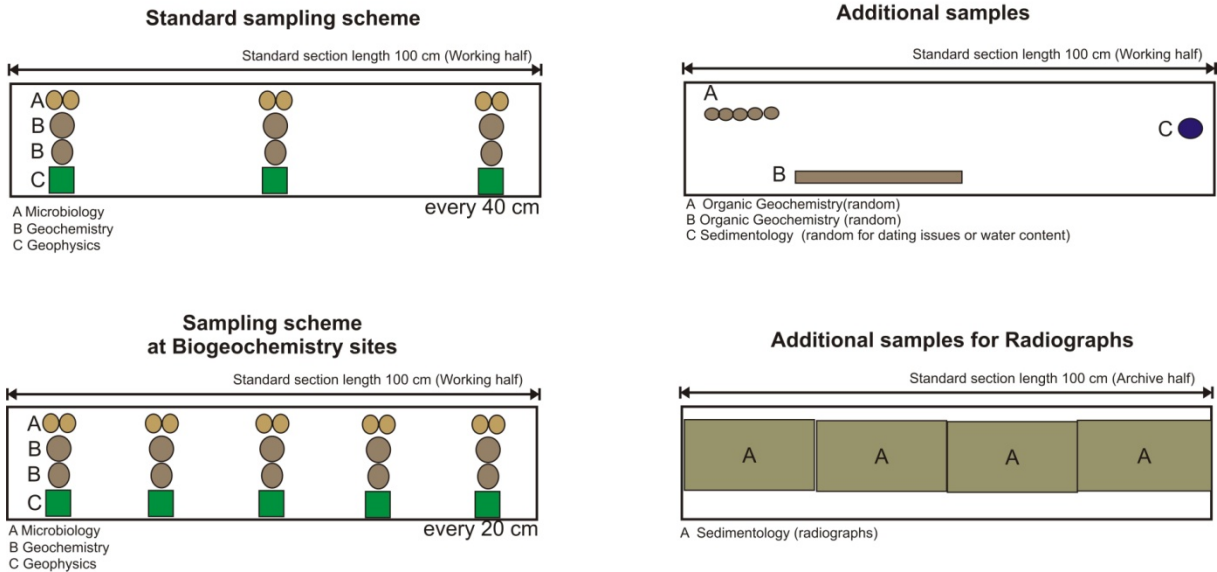 Standard sampling scheme
Standard section length 100 cm (Working half)
A
B
B
C
every 40 cm
A Microbiology
B Geochemistry
C Geophysics
Additional samples
Standard section length 100 cm (Working half)
A
C
B
A Organic Geochemistry(random)
B Organic Geochemistry (random)
C Sedimentology (random for dating issues or water content)
Sampling scheme
at Biogeochemistry sites
Standard section length 100 cm (Working half)
A
B
B
C
every 20 cm
A Microbiology
B Geochemistry
C Geophysics
Additional samples for Radiographs
Standard section length 100 cm (Archive half)
A A A A
A Sedimentology (radiographs)